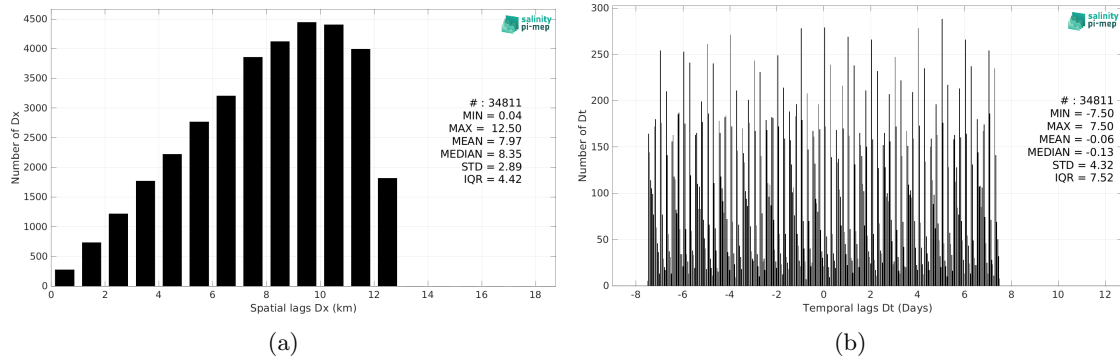 4500
4000
3500
3000
2500
2000
1500
1000
500
0
Number of Dx
0 2 4 6 8 10 12 14 16 18
Spatial lags Dx (km)
salinity
pi-mep
# : 34811
MIN = 0.04
MAX = 12.50
MEAN = 7.97
MEDIAN = 8.35
STD = 2.89
IQR = 4.42
(a)
300
250
200
150
100
50
0
Number of Dt
-8 -6 -4 -2 0 2 4 6 8 10 12
Temporal lags Dt (Days)
salinity
pi-mep
# : 34811
MIN = -7.50
MAX = 7.50
MEAN = -0.06
MEDIAN = -0.13
STD = 4.32
IQR = 7.52
(b)